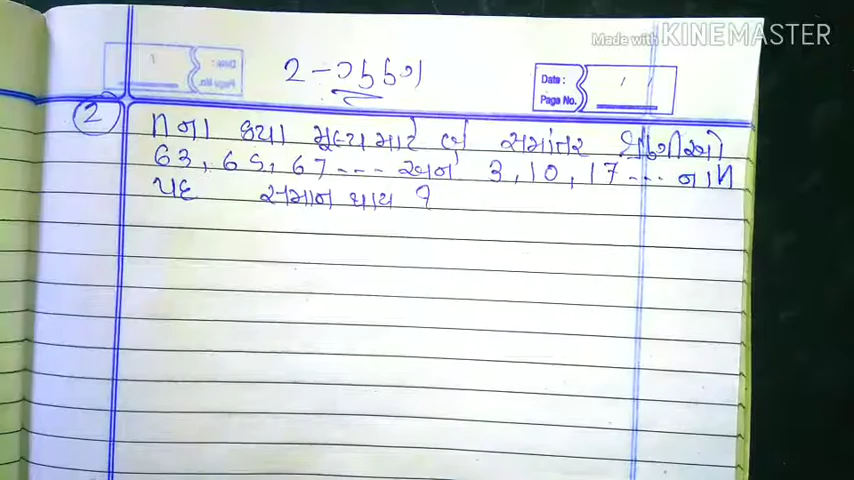 Made with KINEMASTER
Date :
Page No.
2 - ગુણ
2 n ના કયા મૂલ્ય માટે બે સમાંતર શ્રેણીઓ
63, 65, 67 --- અને 3, 10, 17 --- ના n
પદ સમાન થાય ?